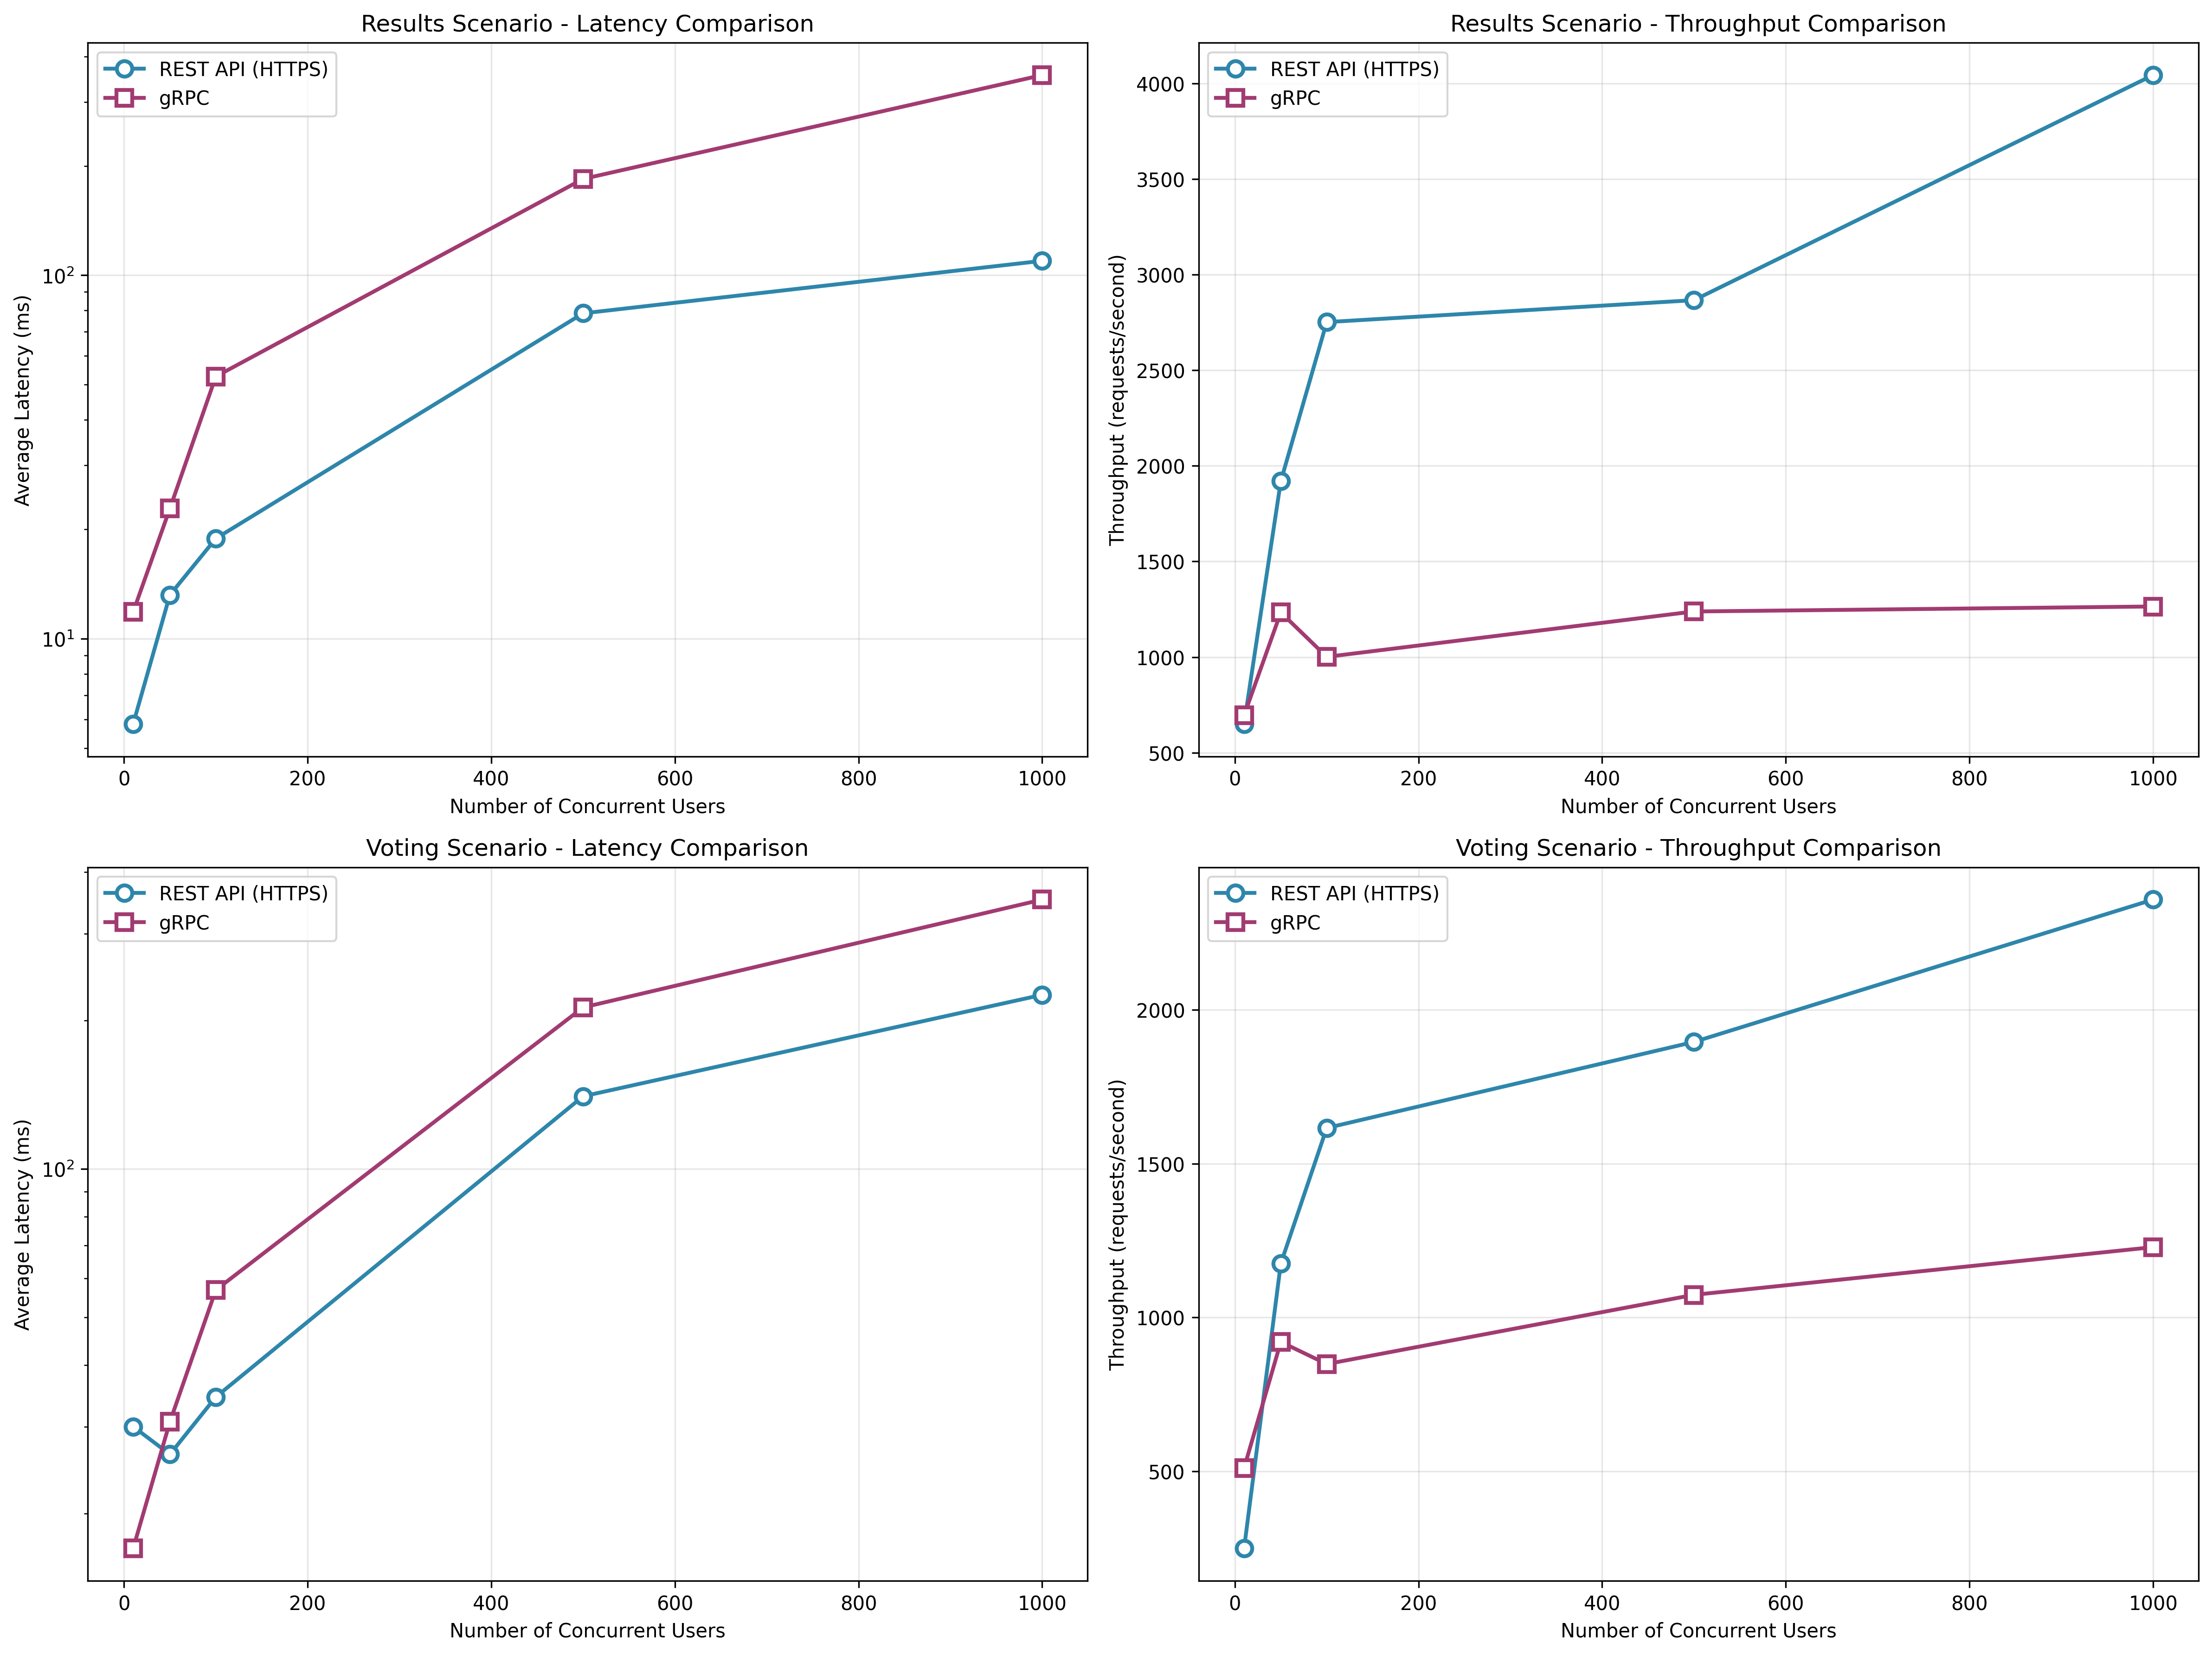 Results Scenario - Latency Comparison
REST API (HTTPS)
gRPC
10²
10¹
Average Latency (ms)
0 200 400 600 800 1000
Number of Concurrent Users
Results Scenario - Throughput Comparison
REST API (HTTPS)
gRPC
4000
3500
3000
2500
2000
1500
1000
500
Throughput (requests/second)
0 200 400 600 800 1000
Number of Concurrent Users
Voting Scenario - Latency Comparison
REST API (HTTPS)
gRPC
10²
Average Latency (ms)
0 200 400 600 800 1000
Number of Concurrent Users
Voting Scenario - Throughput Comparison
REST API (HTTPS)
gRPC
2000
1500
1000
500
Throughput (requests/second)
0 200 400 600 800 1000
Number of Concurrent Users